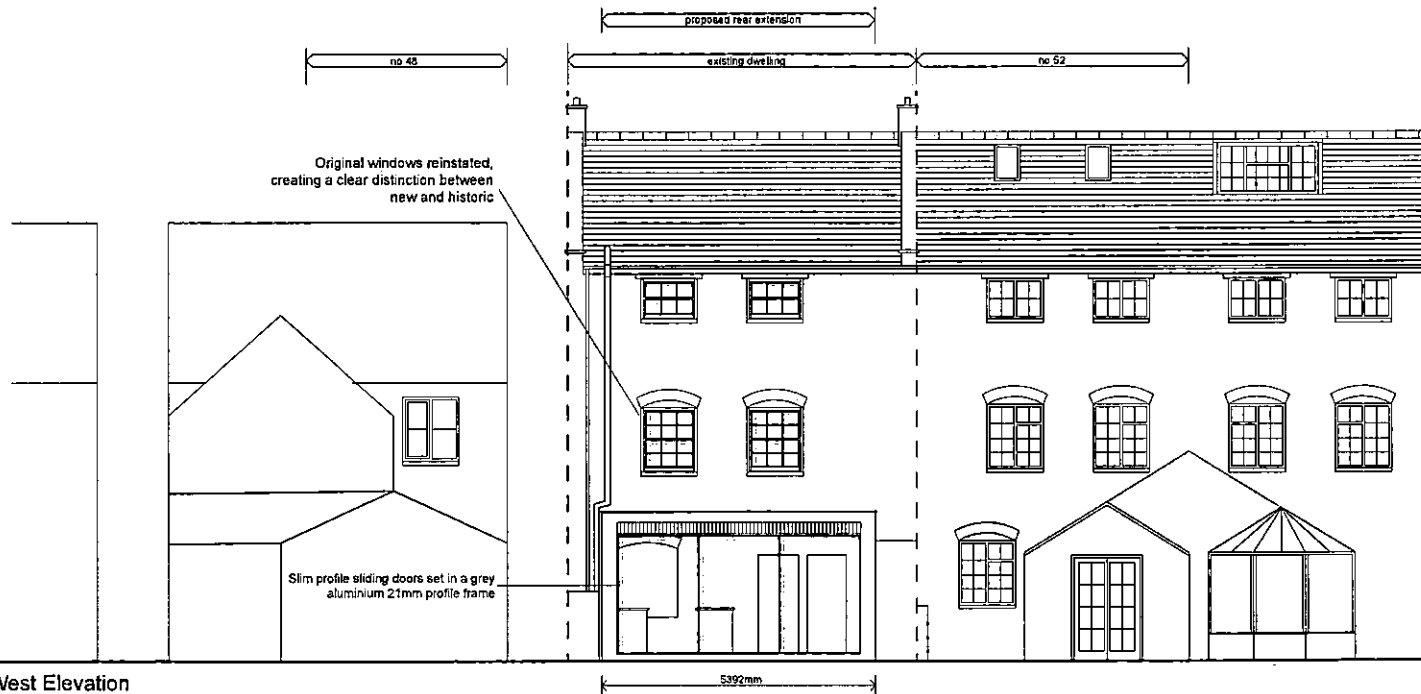 proposed rear extension
no 48
existing dwelling
no 52
Original windows reinstated,
creating a clear distinction between
new and historic
Slim profile sliding doors set in a grey
aluminium 21mm profile frame
5392mm
West Elevation